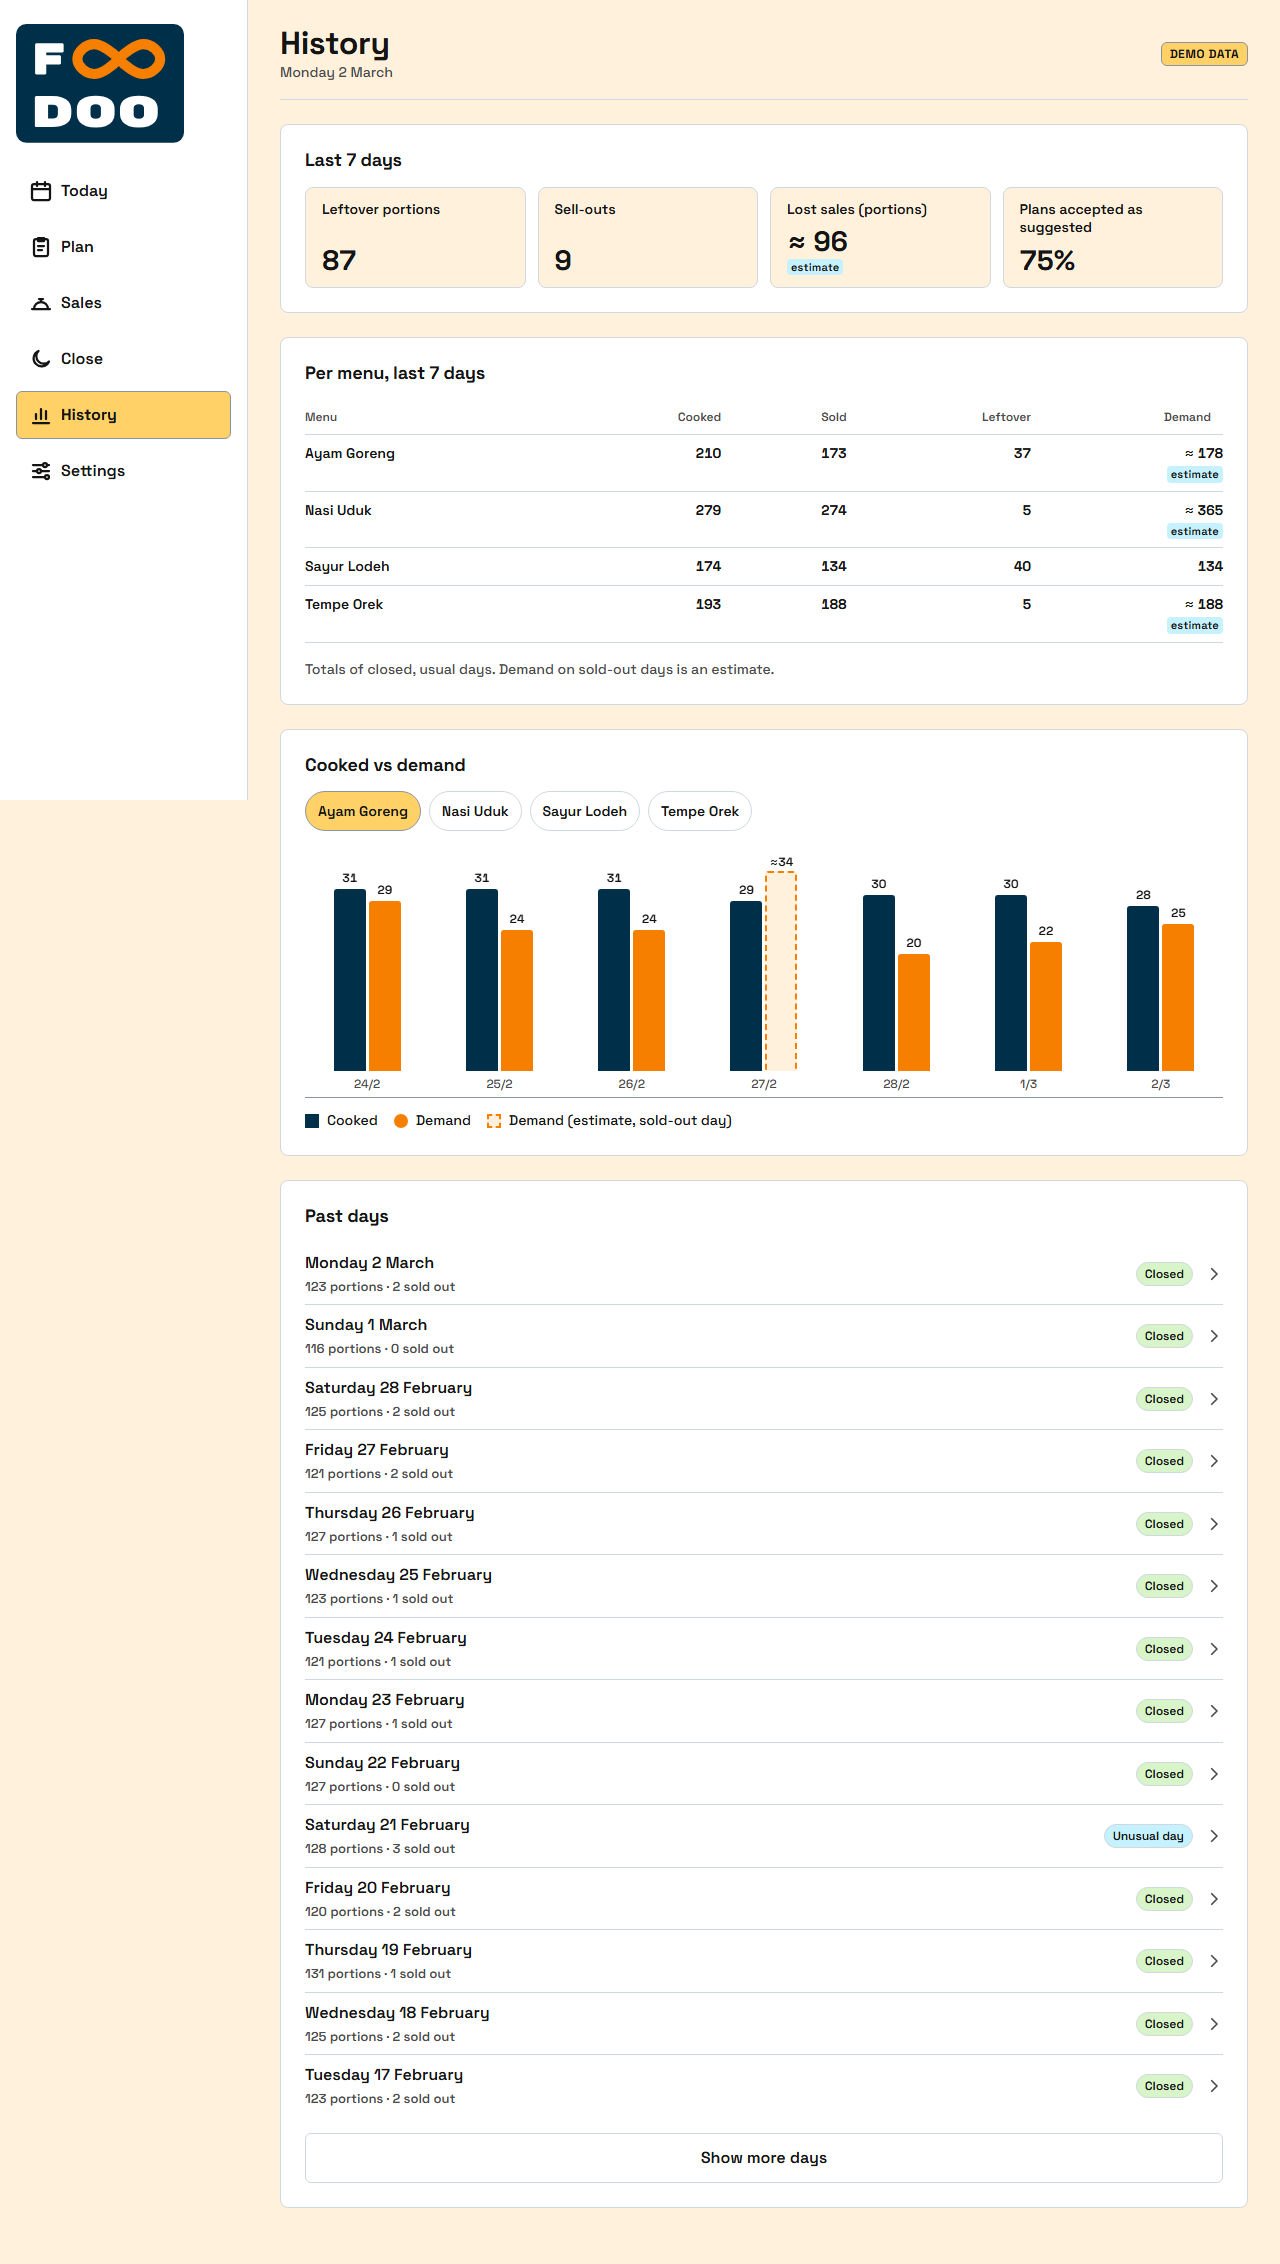 F∞
DOO
Today
Plan
Sales
Close
History
Settings
History
Monday 2 March
DEMO DATA
Last 7 days
Leftover portions
87
Sell-outs
9
Lost sales (portions)
≈ 96
estimate
Plans accepted as
suggested
75%
Per menu, last 7 days
Menu Cooked Sold Leftover Demand
Ayam Goreng 210 173 37 ≈ 178
estimate
Nasi Uduk 279 274 5 ≈ 365
estimate
Sayur Lodeh 174 134 40 134
Tempe Orek 193 188 5 ≈ 188
estimate
Totals of closed, usual days. Demand on sold-out days is an estimate.
Cooked vs demand
Ayam Goreng Nasi Uduk Sayur Lodeh Tempe Orek
31 29 31 24 31 24 29 ≈34 30 20 30 22 28 25
24/2 25/2 26/2 27/2 28/2 1/3 2/3
Cooked Demand Demand (estimate, sold-out day)
Past days
Monday 2 March
123 portions · 2 sold out
Closed
Sunday 1 March
116 portions · 0 sold out
Closed
Saturday 28 February
125 portions · 2 sold out
Closed
Friday 27 February
121 portions · 2 sold out
Closed
Thursday 26 February
127 portions · 1 sold out
Closed
Wednesday 25 February
123 portions · 1 sold out
Closed
Tuesday 24 February
121 portions · 1 sold out
Closed
Monday 23 February
127 portions · 1 sold out
Closed
Sunday 22 February
127 portions · 0 sold out
Closed
Saturday 21 February
128 portions · 3 sold out
Unusual day
Friday 20 February
120 portions · 2 sold out
Closed
Thursday 19 February
131 portions · 1 sold out
Closed
Wednesday 18 February
125 portions · 2 sold out
Closed
Tuesday 17 February
123 portions · 2 sold out
Closed
Show more days